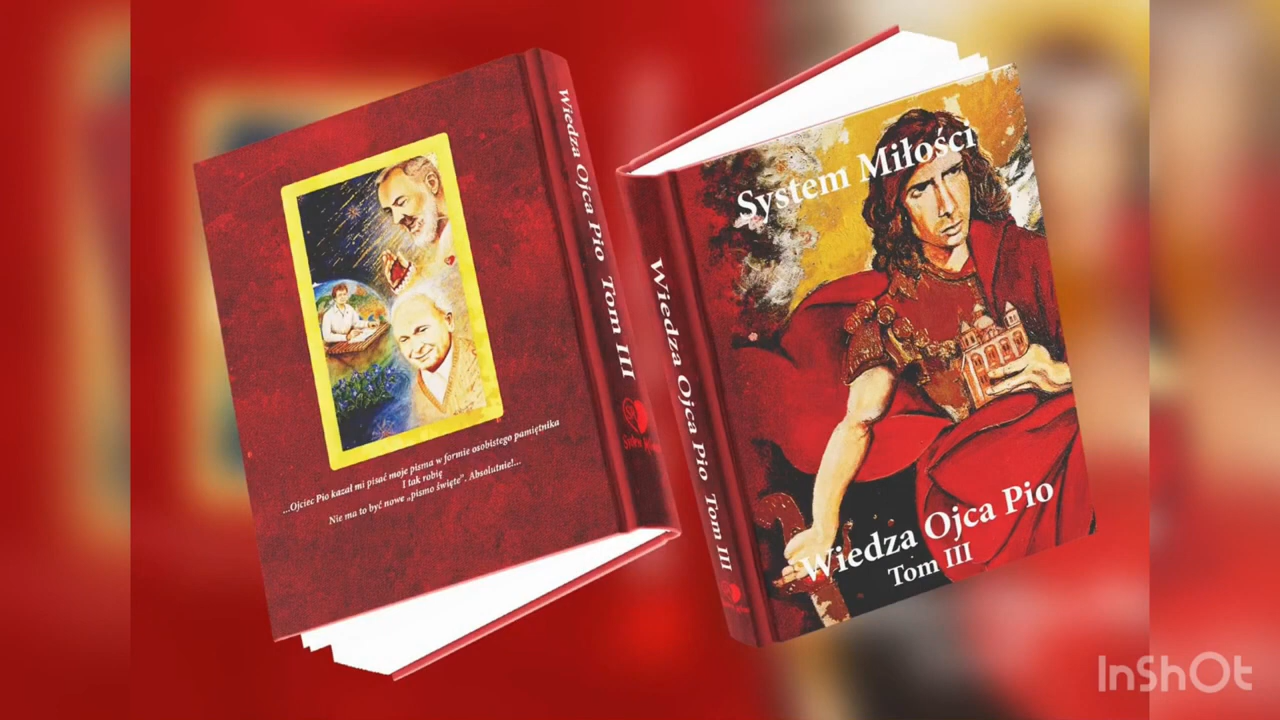 Wiedza Ojca Pio Tom III
...Ojciec Pio kazał mi pisać moje pisma w formie osobistego pamiętnika
I tak robię
Nie ma to być nowe „pismo święte". Absolutnie!...
Wiedza Ojca Pio Tom III
System Miłości
Wiedza Ojca Pio
Tom III
InShOt